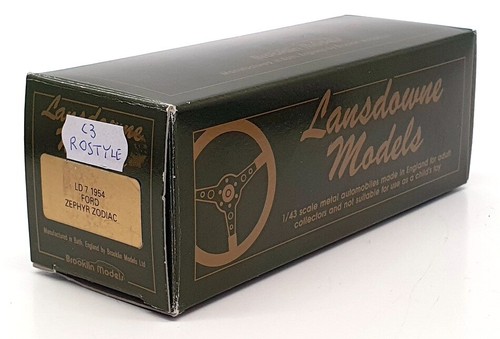 Lansdowne
C3
ROSTYLE
LD 7 1954
FORD
ZEPHYR ZODIAC
Manufactured in Bath, England by Brooklin Models Ltd
Brooklin Models
Lansdowne
Models
1/43 scale metal automobiles made in England for adult
collectors and not suitable for use as a child's toy